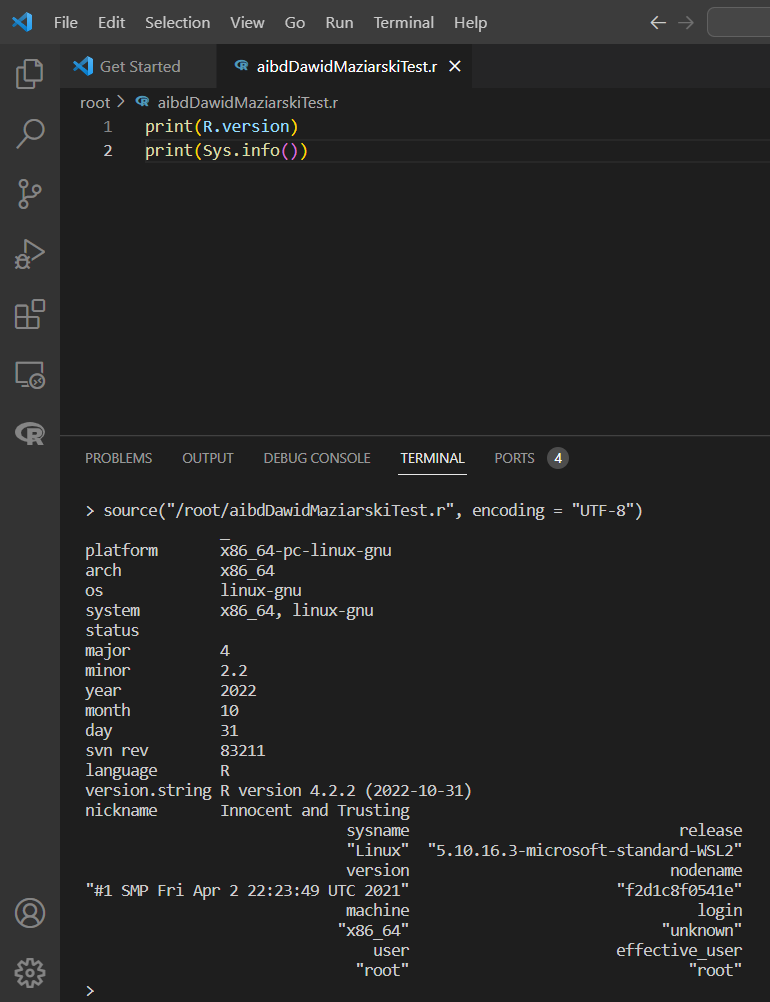 File Edit Selection View Go Run Terminal Help
Get Started aibdDawidMaziarskiTest.r
root > aibdDawidMaziarskiTest.r
1 print(R.version)
2 print(Sys.info())
PROBLEMS OUTPUT DEBUG CONSOLE TERMINAL PORTS 4
> source("/root/aibdDawidMaziarskiTest.r", encoding = "UTF-8")
_
platform x86_64-pc-linux-gnu
arch x86_64
os linux-gnu
system x86_64, linux-gnu
status
major 4
minor 2.2
year 2022
month 10
day 31
svn rev 83211
language R
version.string R version 4.2.2 (2022-10-31)
nickname Innocent and Trusting
sysname release
"Linux" "5.10.16.3-microsoft-standard-WSL2"
version nodename
"#1 SMP Fri Apr 2 22:23:49 UTC 2021" "f2d1c8f0541e"
machine login
"x86_64" "unknown"
user effective_user
"root" "root"
>